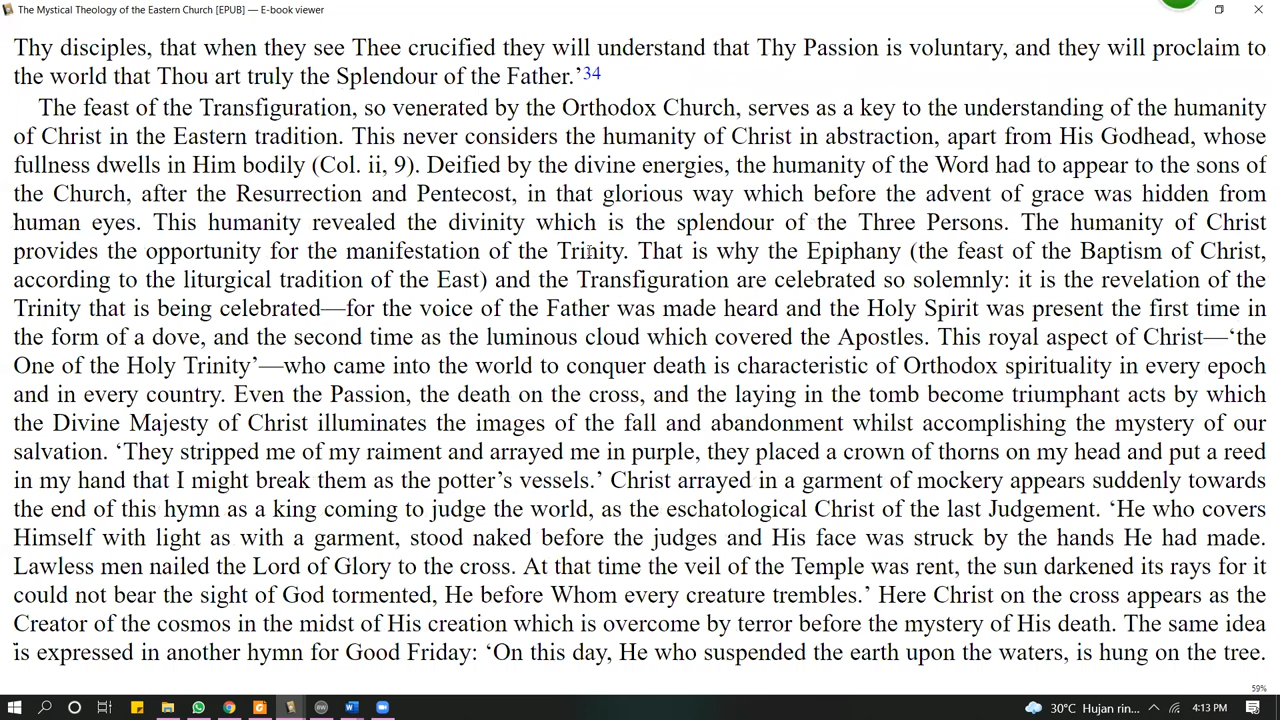 The Mystical Theology of the Eastern Church [EPUB] — E-book viewer
Thy disciples, that when they see Thee crucified they will understand that Thy Passion is voluntary, and they will proclaim to
the world that Thou art truly the Splendour of the Father.’34
The feast of the Transfiguration, so venerated by the Orthodox Church, serves as a key to the understanding of the humanity
of Christ in the Eastern tradition. This never considers the humanity of Christ in abstraction, apart from His Godhead, whose
fullness dwells in Him bodily (Col. ii, 9). Deified by the divine energies, the humanity of the Word had to appear to the sons of
the Church, after the Resurrection and Pentecost, in that glorious way which before the advent of grace was hidden from
human eyes. This humanity revealed the divinity which is the splendour of the Three Persons. The humanity of Christ
provides the opportunity for the manifestation of the Trinity. That is why the Epiphany (the feast of the Baptism of Christ,
according to the liturgical tradition of the East) and the Transfiguration are celebrated so solemnly: it is the revelation of the
Trinity that is being celebrated—for the voice of the Father was made heard and the Holy Spirit was present the first time in
the form of a dove, and the second time as the luminous cloud which covered the Apostles. This royal aspect of Christ—‘the
One of the Holy Trinity’—who came into the world to conquer death is characteristic of Orthodox spirituality in every epoch
and in every country. Even the Passion, the death on the cross, and the laying in the tomb become triumphant acts by which
the Divine Majesty of Christ illuminates the images of the fall and abandonment whilst accomplishing the mystery of our
salvation. ‘They stripped me of my raiment and arrayed me in purple, they placed a crown of thorns on my head and put a reed
in my hand that I might break them as the potter’s vessels.’ Christ arrayed in a garment of mockery appears suddenly towards
the end of this hymn as a king coming to judge the world, as the eschatological Christ of the last Judgement. ‘He who covers
Himself with light as with a garment, stood naked before the judges and His face was struck by the hands He had made.
Lawless men nailed the Lord of Glory to the cross. At that time the veil of the Temple was rent, the sun darkened its rays for it
could not bear the sight of God tormented, He before Whom every creature trembles.’ Here Christ on the cross appears as the
Creator of the cosmos in the midst of His creation which is overcome by terror before the mystery of His death. The same idea
is expressed in another hymn for Good Friday: ‘On this day, He who suspended the earth upon the waters, is hung on the tree.
59%
30°C Hujan rin... 4:13 PM